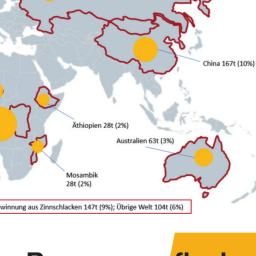 China 167t (10%)
Äthiopien 28t (2%)
Australien 63t (3%)
Mosambik
28t (2%)
winnung aus Zinnschlacken 147t (9%); Übrige Welt 104t (6%)